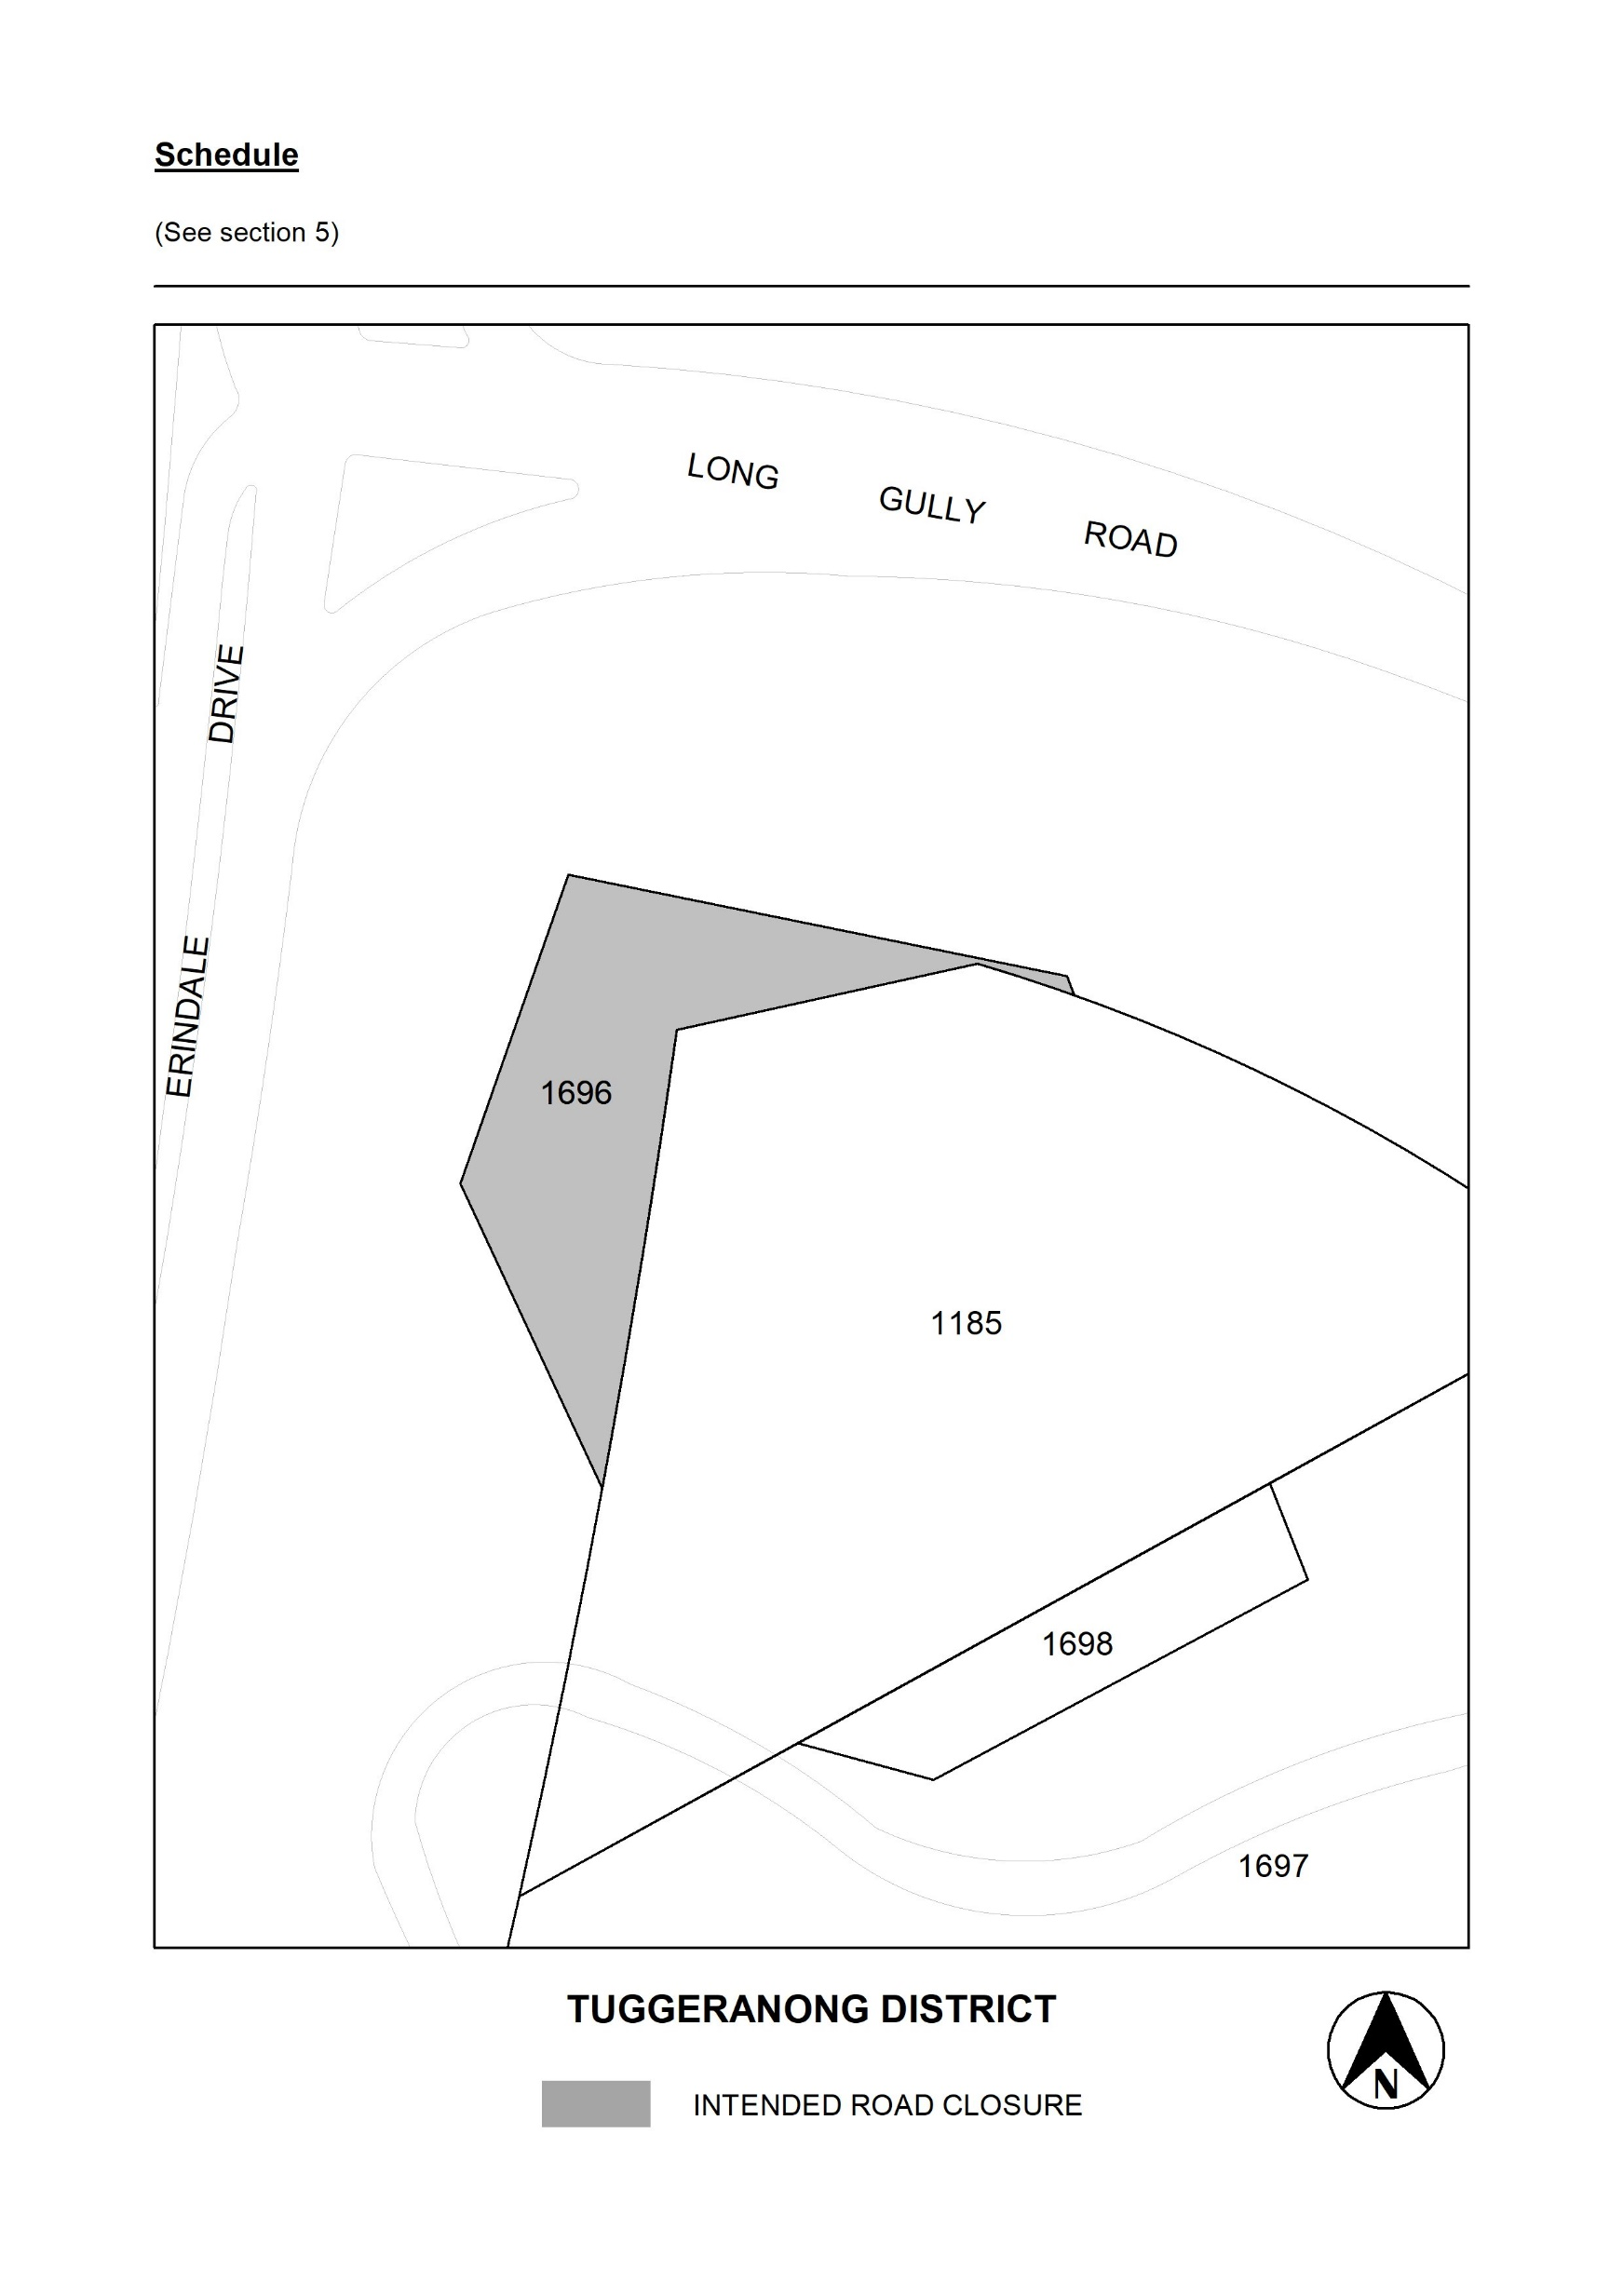 Schedule
(See section 5)
LONG GULLY ROAD
ERINDALE DRIVE
1696
1185
1698
1697
TUGGERANONG DISTRICT
N
INTENDED ROAD CLOSURE